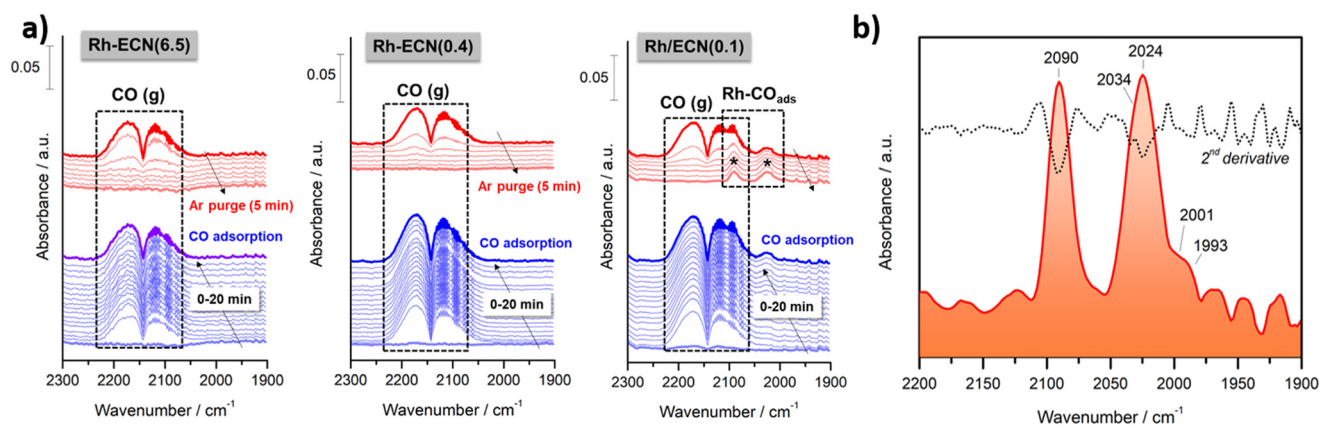 a)
Rh-ECN(6.5)
0.05
CO (g)
Ar purge (5 min)
CO adsorption
0-20 min
Absorbance / a.u.
2300 2200 2100 2000 1900
Wavenumber / cm-1
Rh-ECN(0.4)
0.05
CO (g)
Ar purge (5 min)
CO adsorption
0-20 min
Absorbance / a.u.
2300 2200 2100 2000 1900
Wavenumber / cm-1
Rh/ECN(0.1)
0.05
CO (g)
Rh-COads
* *
CO adsorption
0-20 min
Absorbance / a.u.
2300 2200 2100 2000 1900
Wavenumber / cm-1
b)
2090
2024
2034
2nd derivative
2001
1993
Absorbance / a.u.
2200 2150 2100 2050 2000 1950 1900
Wavenumber / cm-1